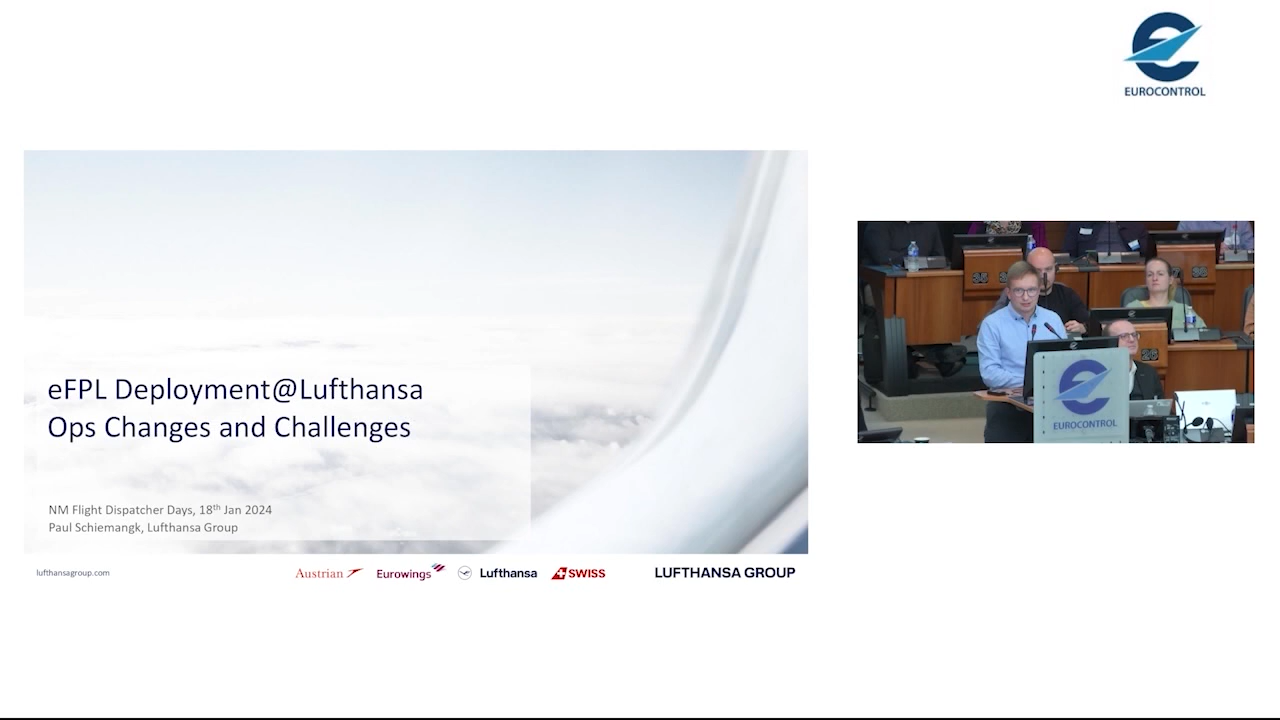 EUROCONTROL
eFPL Deployment@Lufthansa
Ops Changes and Challenges
NM Flight Dispatcher Days, 18th Jan 2024
Paul Schiemangk, Lufthansa Group
lufthansagroup.com
Austrian
Eurowings
Lufthansa
SWISS
LUFTHANSA GROUP
EUROCONTROL